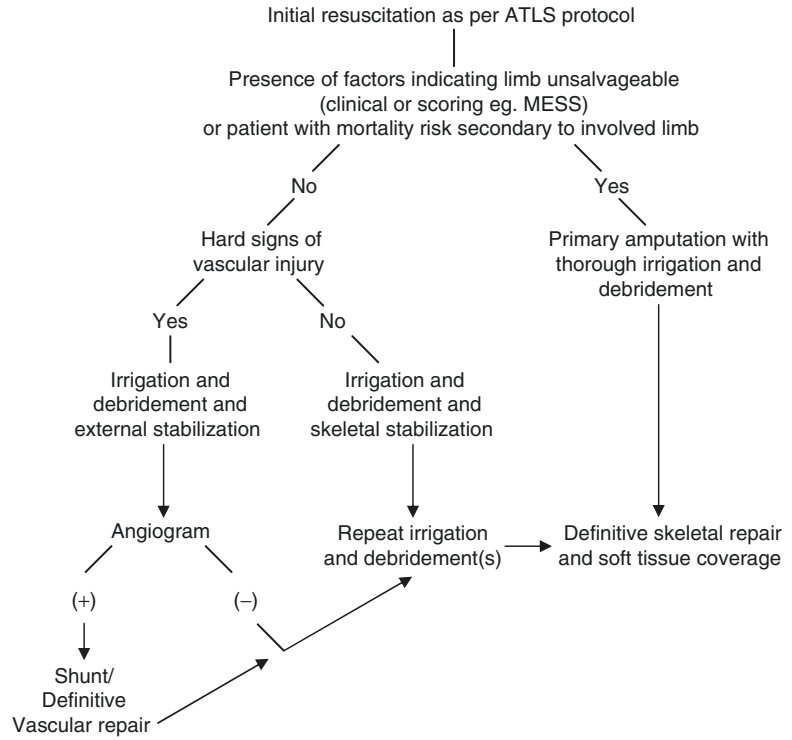 Initial resuscitation as per ATLS protocol
Presence of factors indicating limb unsalvageable
(clinical or scoring eg. MESS)
or patient with mortality risk secondary to involved limb
No
Yes
Hard signs of
vascular injury
Primary amputation with
thorough irrigation and
debridement
Yes
No
Irrigation and
debridement and
external stabilization
Irrigation and
debridement and
skeletal stabilization
Angiogram
Repeat irrigation
and debridement(s)
Definitive skeletal repair
and soft tissue coverage
(+)
(−)
Shunt/
Definitive
Vascular repair